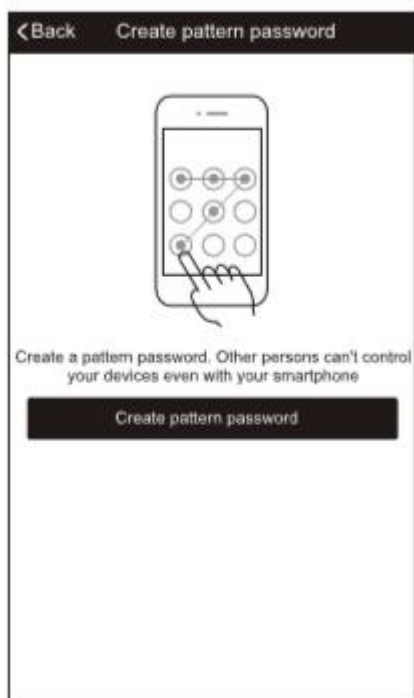 Back Create pattern password
Create a pattern password. Other persons can't control
your devices even with your smartphone
Create pattern password